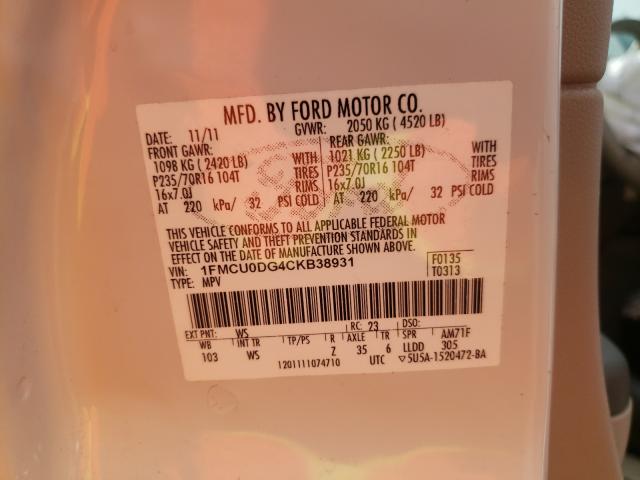 MFD. BY FORD MOTOR CO.
DATE: 11/11 GVWR: 2050 KG ( 4520 LB)
FRONT GAWR: REAR GAWR:
1098 KG ( 2420 LB) WITH 1021 KG ( 2250 LB) WITH
P235/70R16 104T TIRES P235/70R16 104T TIRES
16x7.0J RIMS 16x7.0J RIMS
AT 220 kPa/ 32 PSI COLD AT 220 kPa/ 32 PSI COLD
THIS VEHICLE CONFORMS TO ALL APPLICABLE FEDERAL MOTOR
VEHICLE SAFETY AND THEFT PREVENTION STANDARDS IN
EFFECT ON THE DATE OF MANUFACTURE SHOWN ABOVE.
VIN: 1FMCU0DG4CKB38931 F0135
TYPE: MPV T0313
EXT PNT: WS RC: 23 DSO:
WB INT TR TP/PS R AXLE TR SPR AM71F
103 WS Z 35 6 LLDD 305
1201111074710 UTC ▽5U5A-1520472-BA